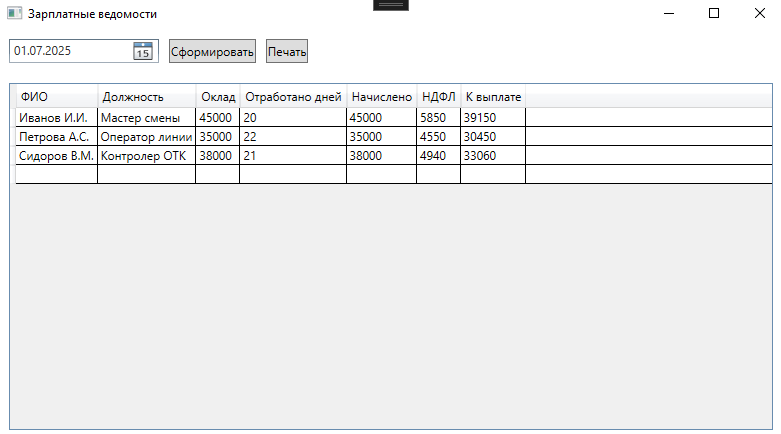 Зарплатные ведомости
01.07.2025 15 Сформировать Печать
ФИО Должность Оклад Отработано дней Начислено НДФЛ К выплате
Иванов И.И. Мастер смены 45000 20 45000 5850 39150
Петрова А.С. Оператор линии 35000 22 35000 4550 30450
Сидоров В.М. Контролер ОТК 38000 21 38000 4940 33060